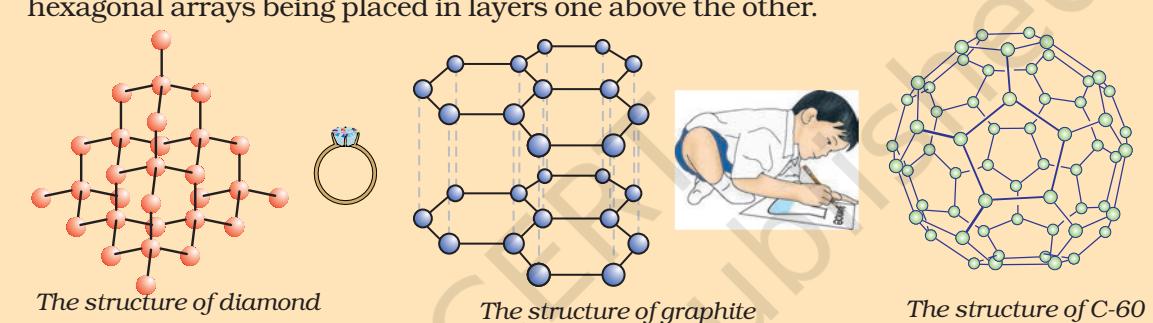 hexagonal arrays being placed in layers one above the other.
The structure of diamond
The structure of graphite
The structure of C-60